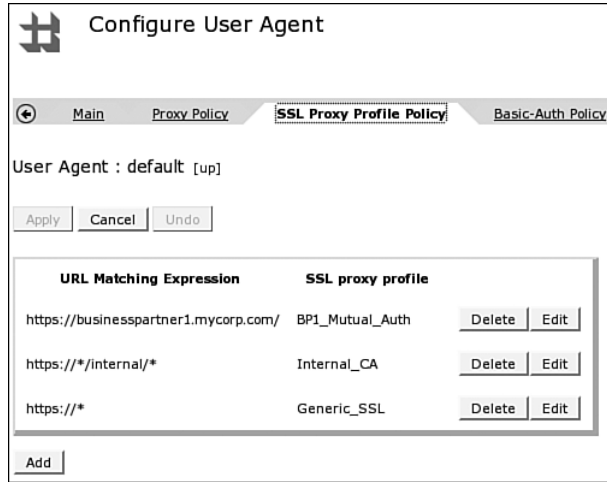 Configure User Agent
Main Proxy Policy SSL Proxy Profile Policy Basic-Auth Policy
User Agent : default [up]
Apply Cancel Undo
URL Matching Expression SSL proxy profile
https://businesspartner1.mycorp.com/ BP1_Mutual_Auth Delete Edit
https://*/internal/* Internal_CA Delete Edit
https://* Generic_SSL Delete Edit
Add